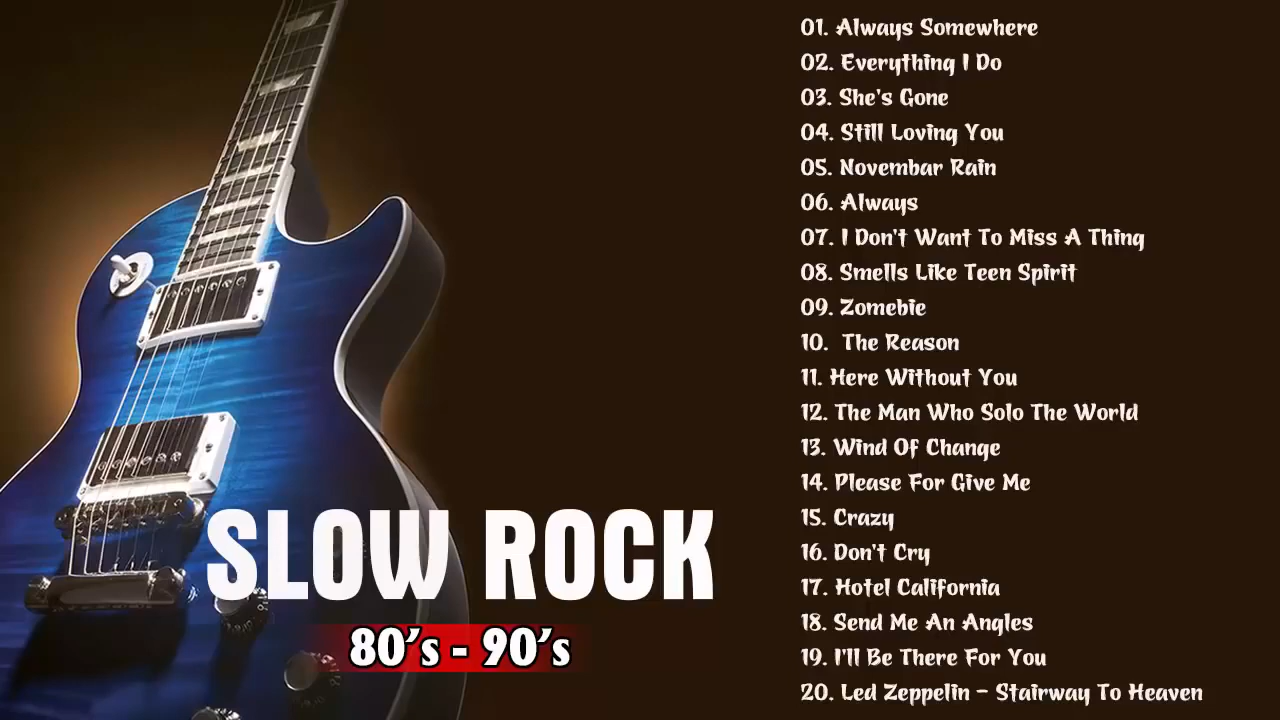 01. Always Somewhere
02. Everything I Do
03. She's Gone
04. Still Loving You
05. Novembar Rain
06. Always
07. I Don't Want To Miss A Thing
08. Smells Like Teen Spirit
09. Zomebie
10. The Reason
11. Here Without You
12. The Man Who Solo The World
13. Wind Of Change
14. Please For Give Me
15. Crazy
16. Don't Cry
17. Hotel California
18. Send Me An Angles
19. I'll Be There For You
20. Led Zeppelin – Stairway To Heaven
SLOW ROCK
80's - 90's